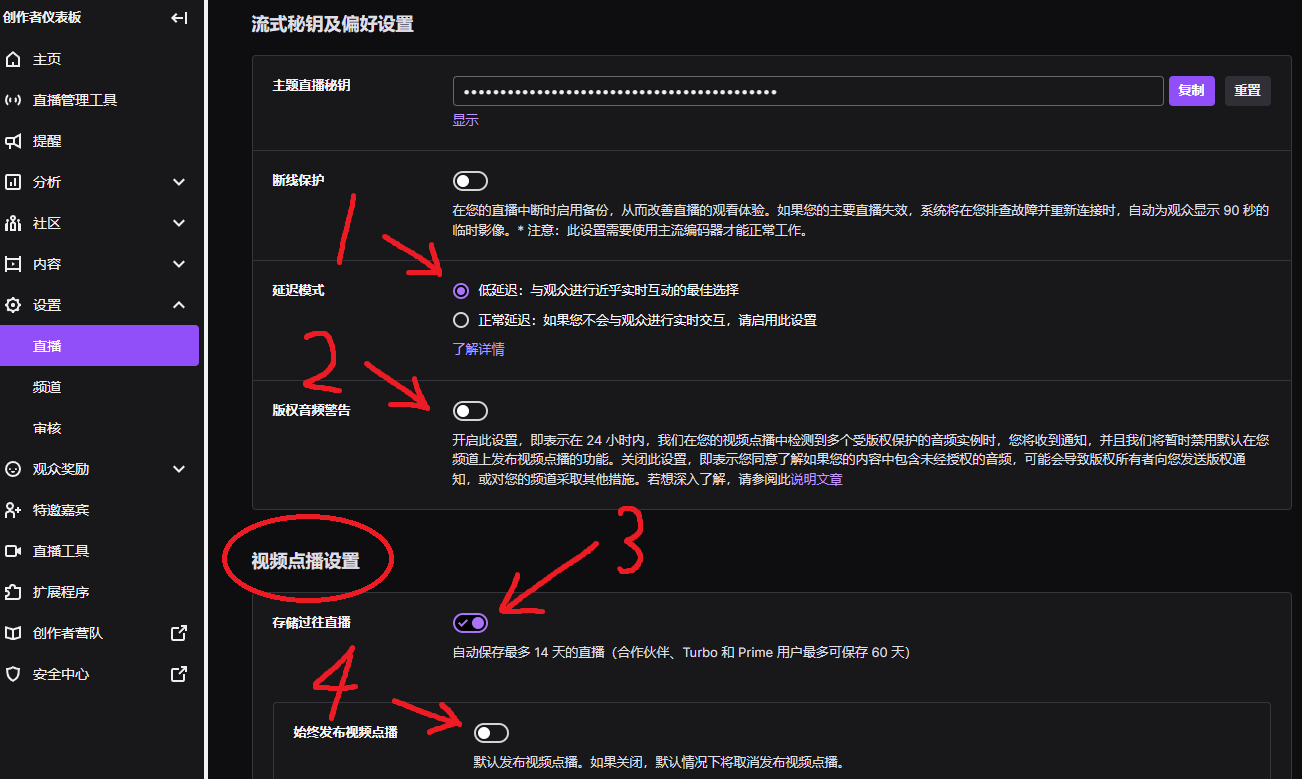 创作者仪表板
主页
直播管理工具
提醒
分析
社区
内容
设置
直播
频道
审核
观众奖励
特邀嘉宾
直播工具
扩展程序
创作者营队
安全中心
流式秘钥及偏好设置
主题直播秘钥
复制
重置
显示
断线保护
在您的直播中断时启用备份，从而改善直播的观看体验。如果您的主要直播失效，系统将在您排查故障并重新连接时，自动为观众显示 90 秒的
临时影像。* 注意：此设置需要使用主流编码器才能正常工作。
1
延迟模式
低延迟：与观众进行近乎实时互动的最佳选择
正常延迟：如果您不会与观众进行实时交互，请启用此设置
了解详情
2
版权音频警告
开启此设置，即表示在 24 小时内，我们在您的视频点播中检测到多个受版权保护的音频实例时，您将收到通知，并且我们将暂时禁用默认在您
频道上发布视频点播的功能。关闭此设置，即表示您同意了解如果您的内容中包含未经授权的音频，可能会导致版权所有者向您发送版权通
知，或对您的频道采取其他措施。若想深入了解，请参阅此说明文章
3
视频点播设置
存储过往直播
自动保存最多 14 天的直播（合作伙伴、Turbo 和 Prime 用户最多可保存 60 天）
4
始终发布视频点播
默认发布视频点播。如果关闭，默认情况下将取消发布视频点播。